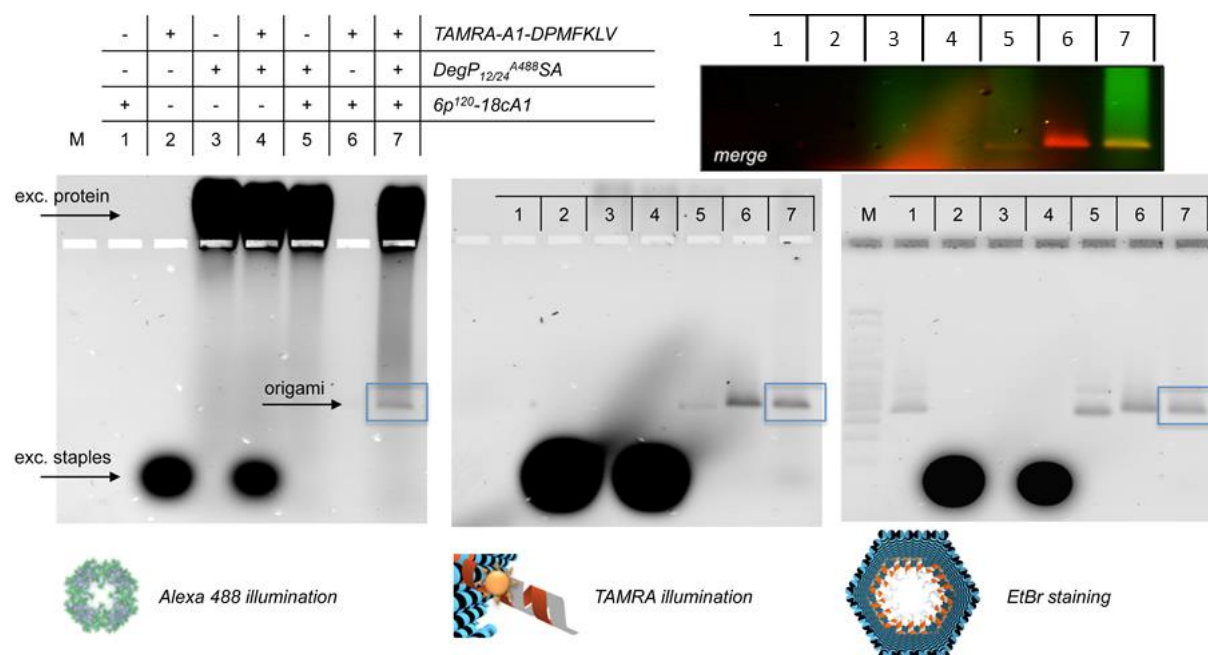 - + - + - + + TAMRA-A1-DPMFKLV
- - + + + - + DegP12/24A488SA
+ - - - + + + 6p120-18cA1
M 1 2 3 4 5 6 7
1 2 3 4 5 6 7
merge
exc. protein
origami
exc. staples
1 2 3 4 5 6 7
M 1 2 3 4 5 6 7
Alexa 488 illumination
TAMRA illumination
EtBr staining